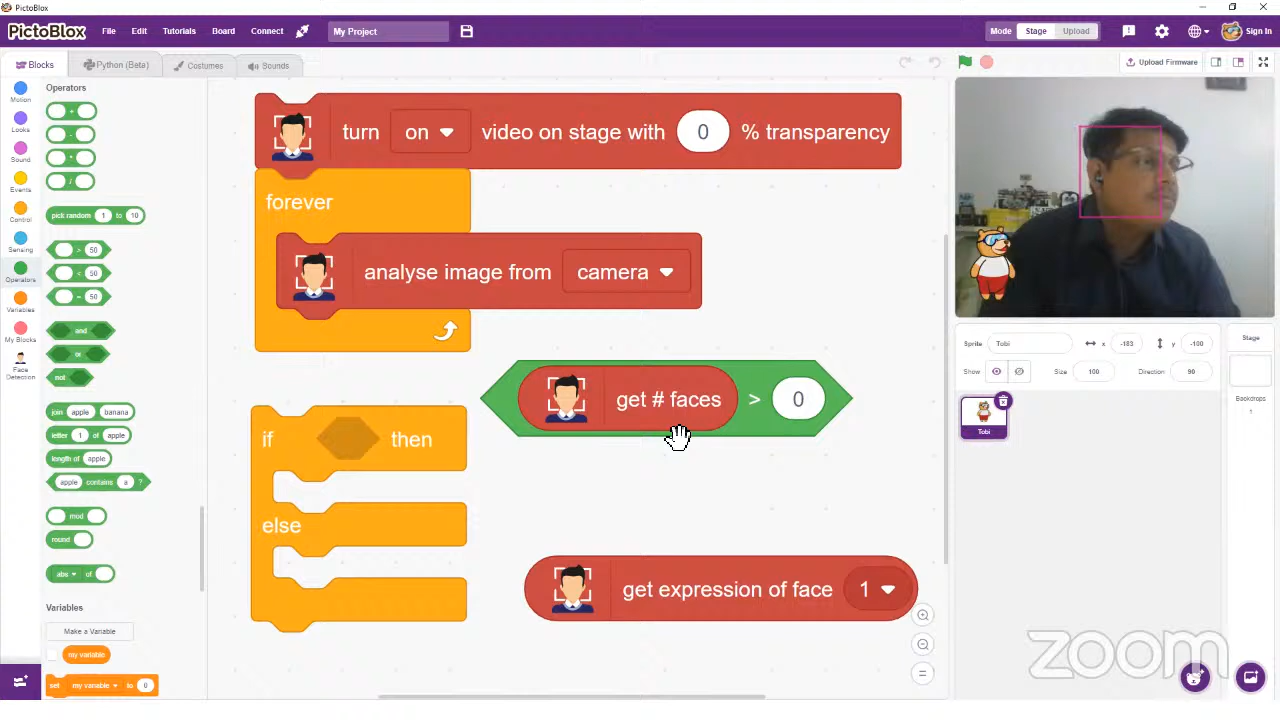 PictoBlox
File Edit Tutorials Board Connect My Project Mode Stage Upload Sign In
Blocks Python (Beta) Costumes Sounds Upload Firmware
Motion
Looks
Sound
Events
Control
Sensing
Operators
Variables
My Blocks
Face Detection
Operators
+
-
*
/
pick random 1 to 10
> 50
< 50
= 50
and
or
not
join apple banana
letter 1 of apple
length of apple
apple contains a ?
mod
round
abs of
Variables
Make a Variable
my variable
set my variable to 0
turn on video on stage with 0 % transparency
forever
analyse image from camera
get # faces > 0
if then
else
get expression of face 1
Sprite Tobi x -183 y -100
Show Size 100 Direction 90
Tobi
Stage
Backdrops
1
zoom